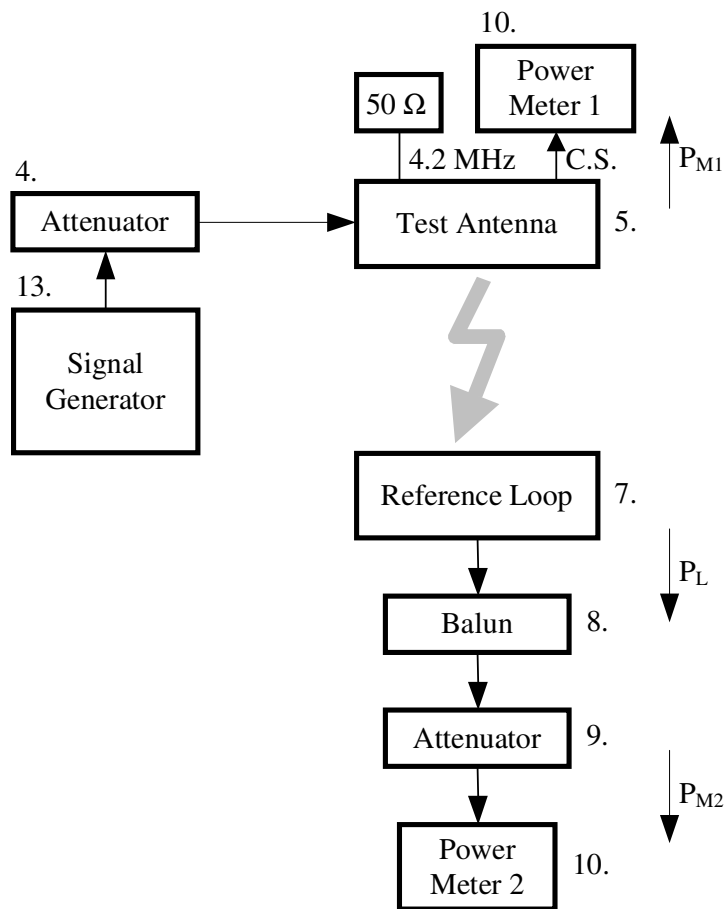 10.
Power
Meter 1
50 Ω
4.2 MHz
C.S.
P_M1
4.
Attenuator
Test Antenna
5.
13.
Signal
Generator
Reference Loop
7.
P_L
Balun
8.
Attenuator
9.
P_M2
Power
Meter 2
10.